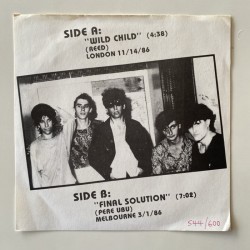 SIDE A:
"WILD CHILD" (4:38)
(REED)
LONDON 11/14/86
SIDE B:
"FINAL SOLUTION" (7:02)
(PERE UBU)
MELBOURNE 3/1/86
544/600